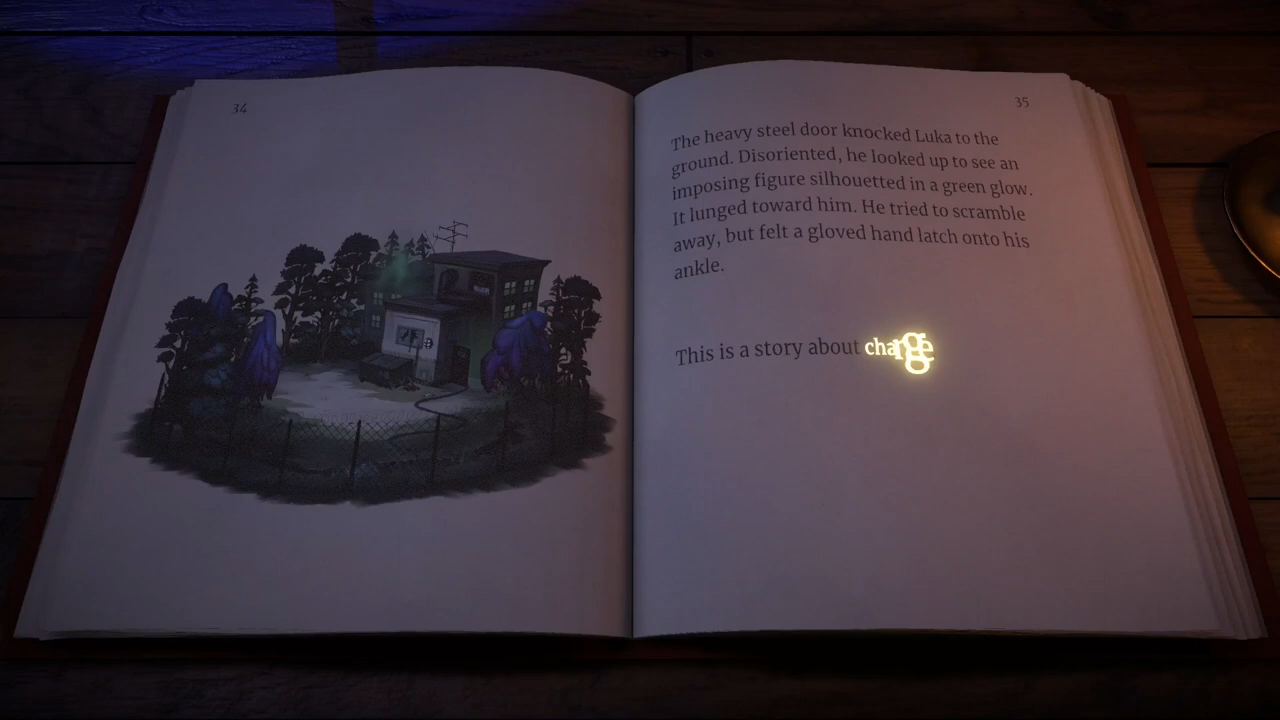 34
35
The heavy steel door knocked Luka to the
ground. Disoriented, he looked up to see an
imposing figure silhouetted in a green glow.
It lunged toward him. He tried to scramble
away, but felt a gloved hand latch onto his
ankle.
This is a story about